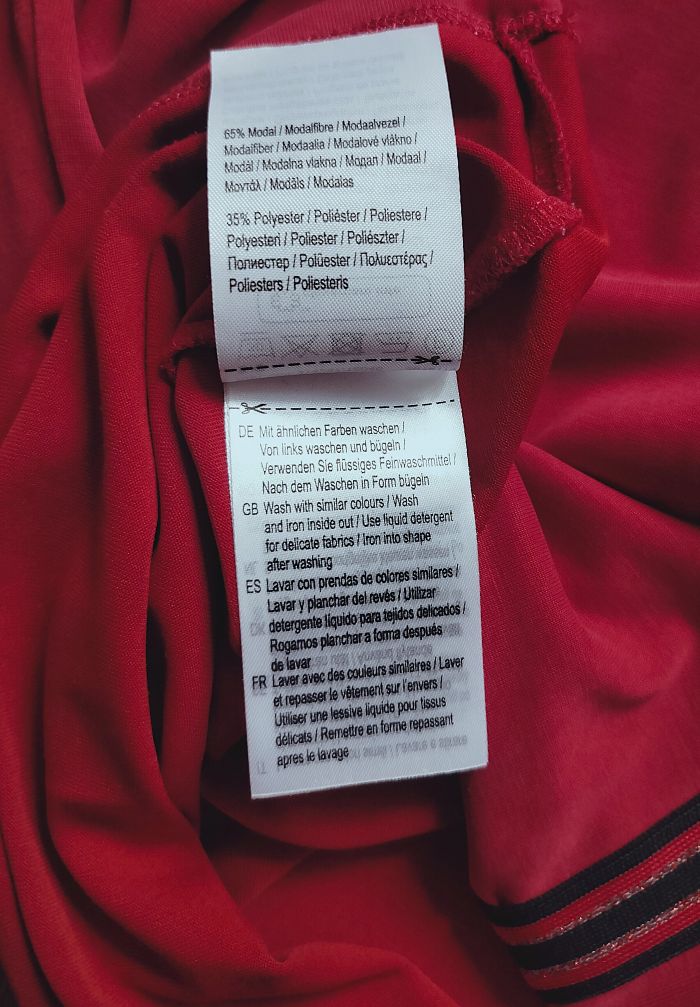 65% Modal / Modalfibre / Modaalvezel /
Modalfiber / Modaalia / Modalové vlákno /
Modál / Modalna vlakna / Модал / Modaal /
Μοντάλ / Modāls / Modalas
35% Polyester / Poliéster / Poliestere /
Polyesteri / Poliester / Poliészter /
Полиестер / Polüester / Πολυεστέρας /
Poliesters / Poliesteris
DE Mit ähnlichen Farben waschen /
Von links waschen und bügeln /
Verwenden Sie flüssiges Feinwaschmittel /
Nach dem Waschen in Form bügeln
GB Wash with similar colours / Wash
and iron inside out / Use liquid detergent
for delicate fabrics / Iron into shape
after washing
ES Lavar con prendas de colores similares /
Lavar y planchar del revés / Utilizar
detergente líquido para tejidos delicados /
Rogamos planchar a forma después
de lavar
FR Laver avec des couleurs similaires / Laver
et repasser le vêtement sur l'envers /
Utiliser une lessive liquide pour tissus
délicats / Remettre en forme repassant
apres le lavage